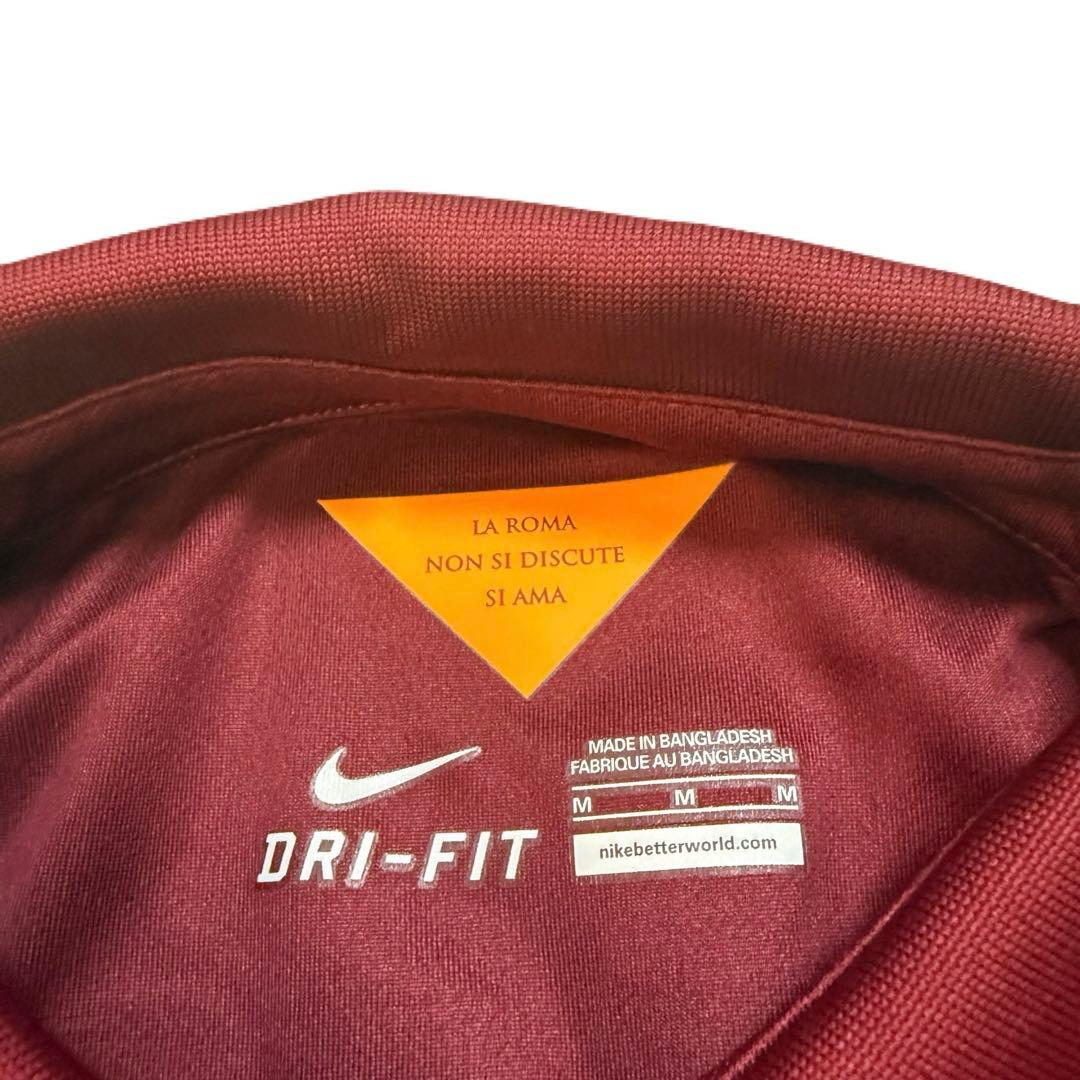 LA ROMA
NON SI DISCUTE
SI AMA
DRI-FIT
MADE IN BANGLADESH
FABRIQUE AU BANGLADESH
M M M
nikebetterworld.com